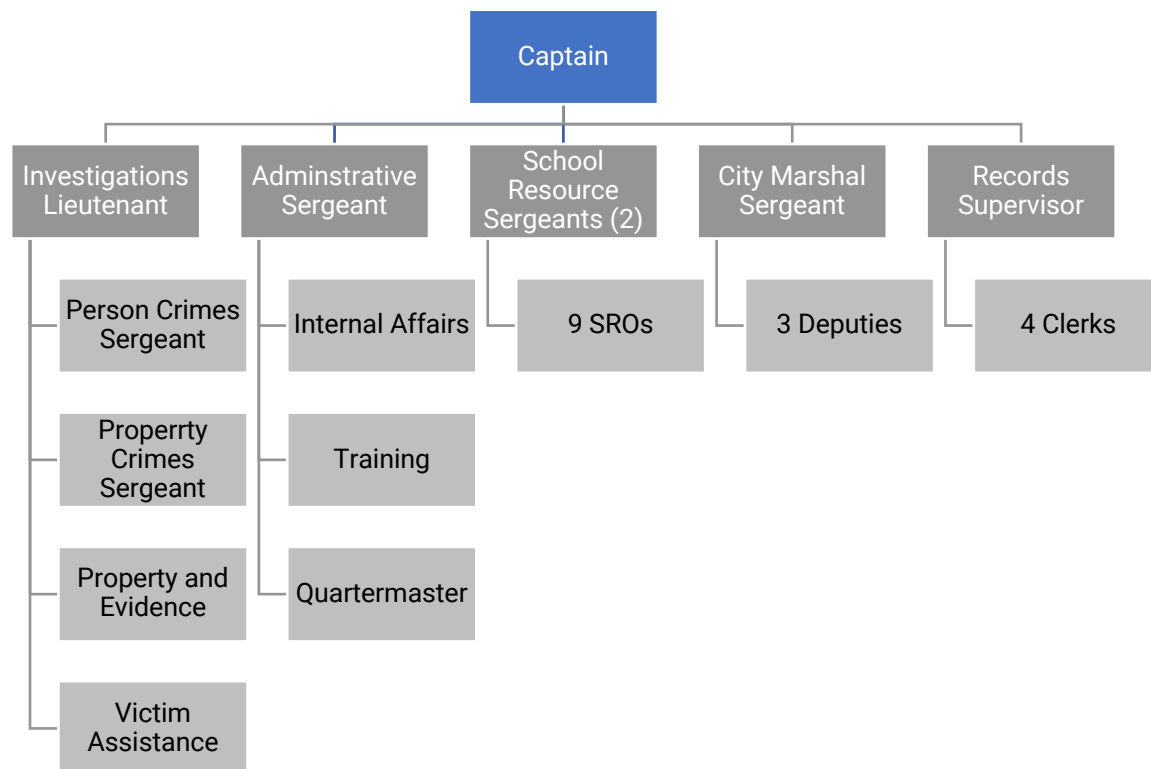 Captain
Investigations
Lieutenant
Adminstrative
Sergeant
School
Resource
Sergeants (2)
City Marshal
Sergeant
Records
Supervisor
Person Crimes
Sergeant
Internal Affairs
9 SROs
3 Deputies
4 Clerks
Properrty
Crimes
Sergeant
Training
Property and
Evidence
Quartermaster
Victim
Assistance